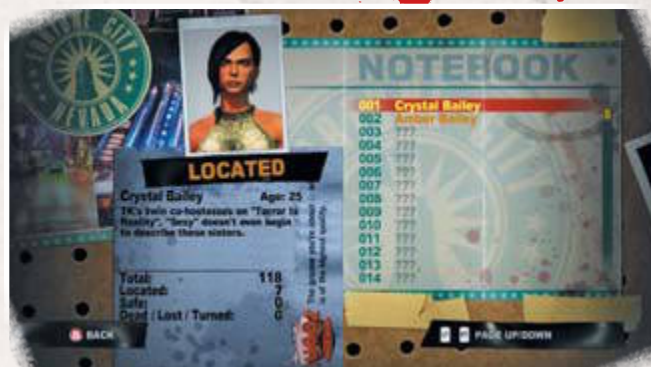 FORTUNE CITY
NEVADA
NOTEBOOK
LOCATED
Crystal Bailey Age: 25
TK's twin co-hostesses on "Terror Is
Reality". "Sexy" doesn't even begin
to describe these sisters.
Total: 118
Located: 7
Safe: 0
Dead / Lost / Turned: 0
001 Crystal Bailey
002 Amber Bailey
003 ???
004 ???
005 ???
006 ???
007 ???
008 ???
009 ???
010 ???
011 ???
012 ???
013 ???
014 ???
BACK
PAGE UP/DOWN